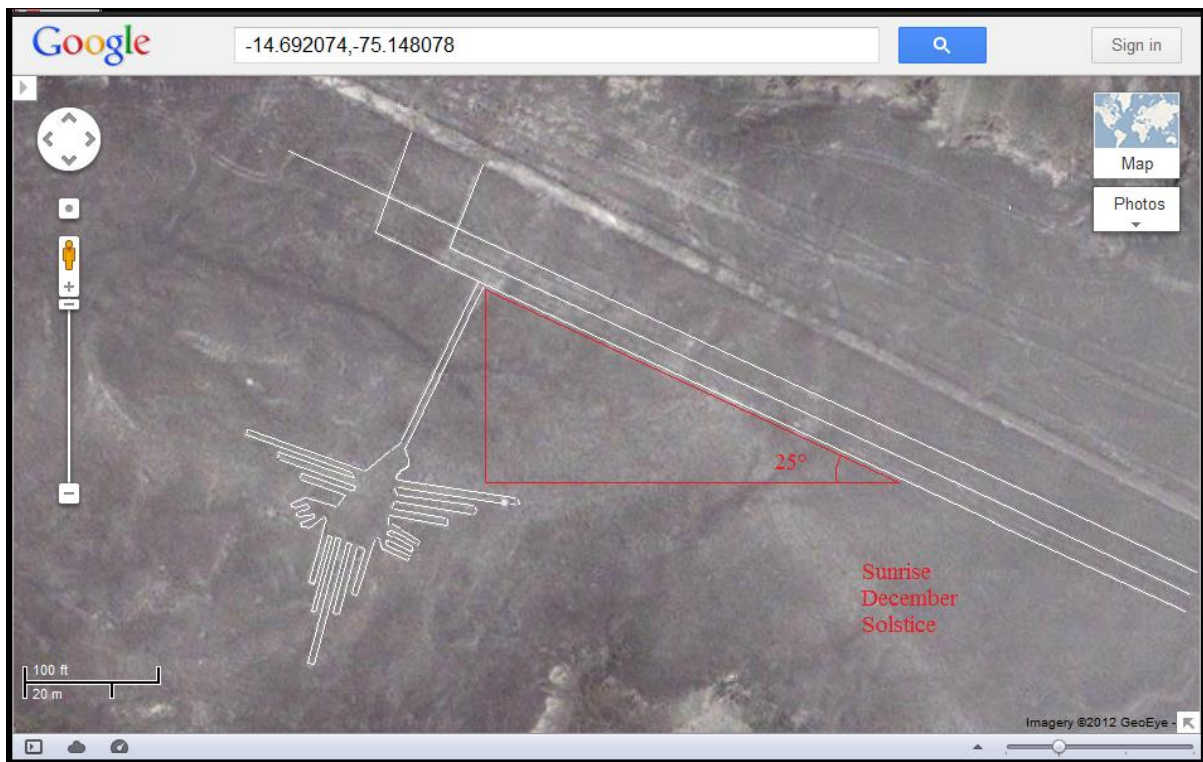 Google
-14.692074,-75.148078
Sign in
Map
Photos
25°
Sunrise
December
Solstice
100 ft
20 m
Imagery ©2012 GeoEye -